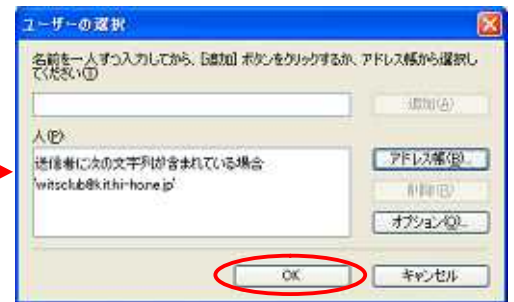 ユーザーの選択
名前を一人ずつ入力してから、[追加] ボタンをクリックするか、アドレス帳から選択し
てください(T)
追加(A)
人(P)
送信者に次の文字列が含まれている場合
アドレス帳(B)...
'witsclub@kithi-hone.jp'
削除(E)
オプション(O)...
OK
キャンセル